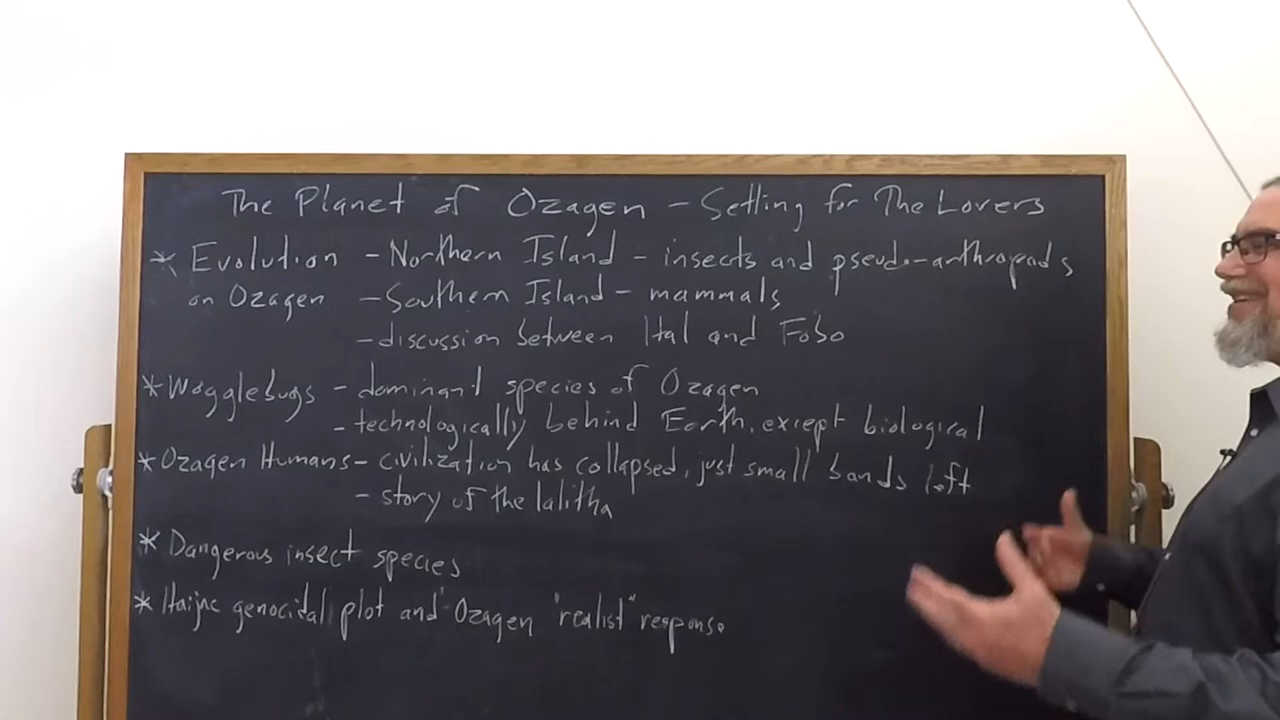 The Planet of Ozagen - Setting for The Lovers
* Evolution - Northern Island - insects and pseudo-arthropods
on Ozagen - Southern Island - mammals
- discussion between Hal and Fobo
* Wogglebugs - dominant species of Ozagen
- technologically behind Earth, except biological
* Ozagen Humans - civilization has collapsed, just small bands left
- story of the lalitha
* Dangerous insect species
* Haijac genocidal plot and Ozagen "realist" response